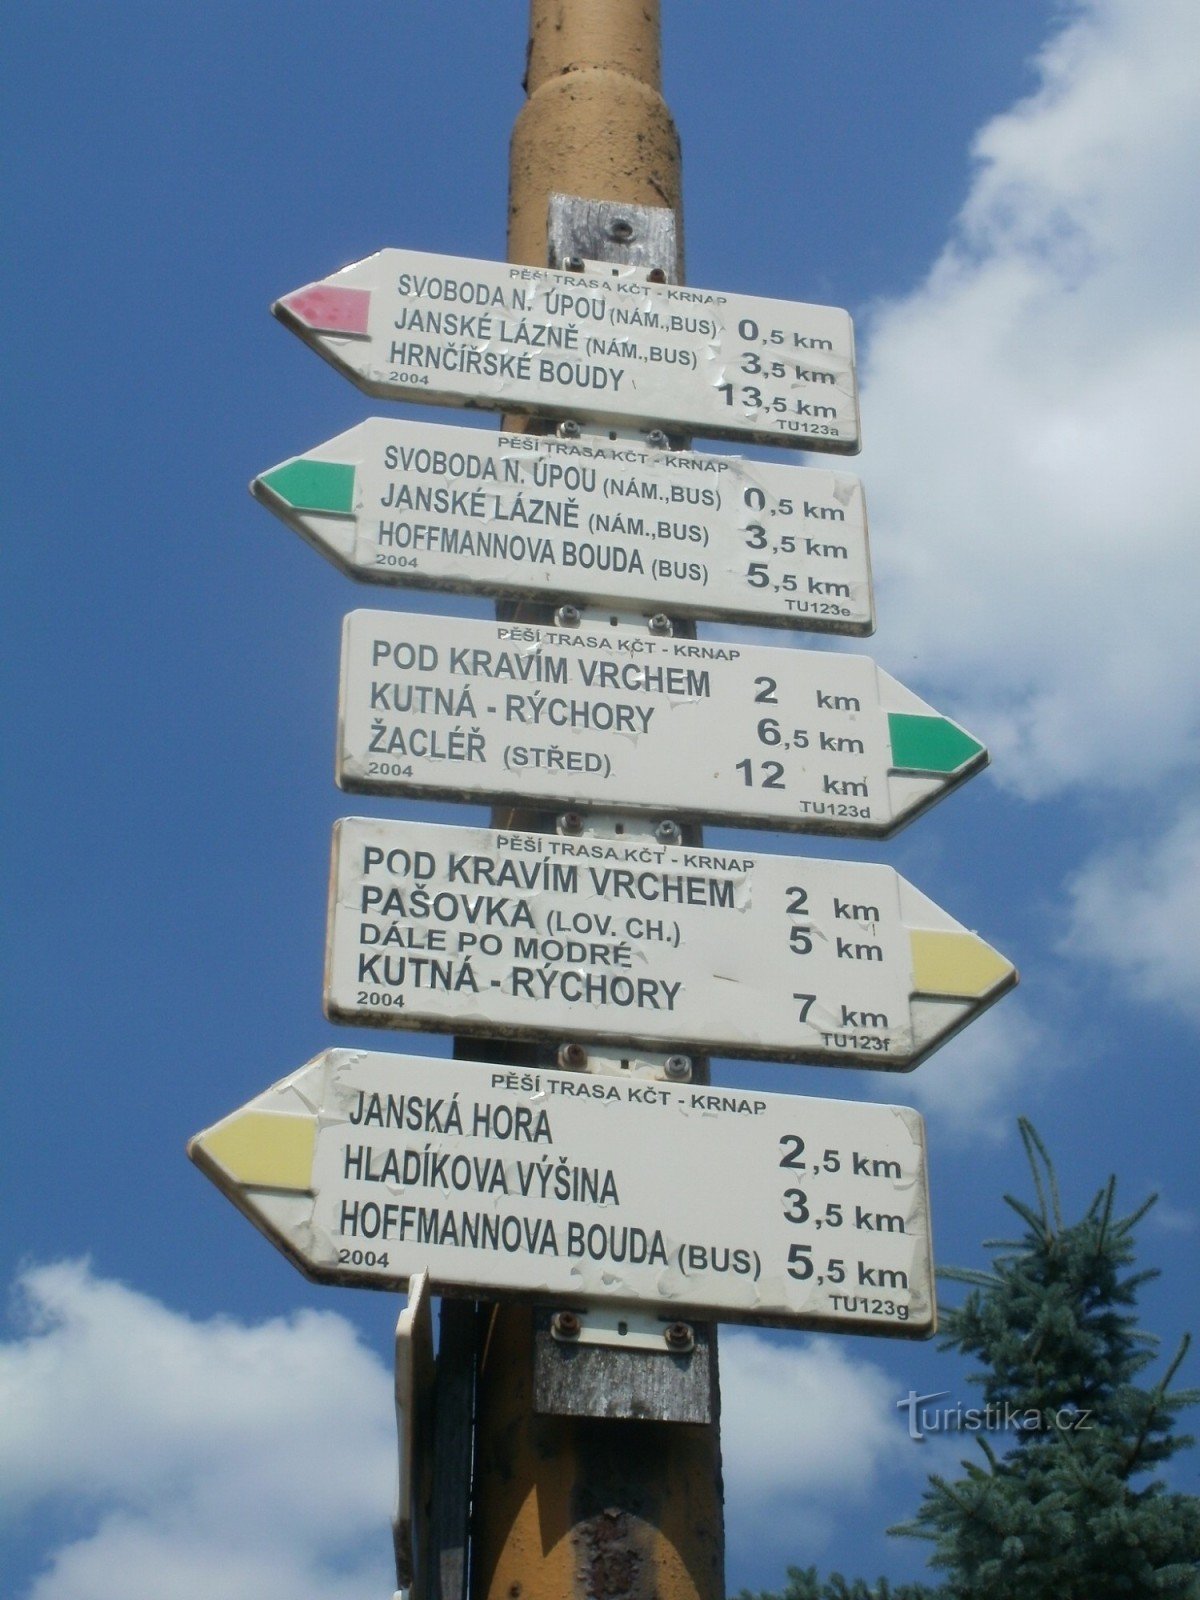 PĚŠÍ TRASA KČT - KRNAP
SVOBODA N. ÚPOU (NÁM.,BUS) 0,5 km
JANSKÉ LÁZNĚ (NÁM.,BUS) 3,5 km
HRNČÍŘSKÉ BOUDY 13,5 km
2004 TU123a
PĚŠÍ TRASA KČT - KRNAP
SVOBODA N. ÚPOU (NÁM.,BUS) 0,5 km
JANSKÉ LÁZNĚ (NÁM.,BUS) 3,5 km
HOFFMANNOVA BOUDA (BUS) 5,5 km
2004 TU123e
PĚŠÍ TRASA KČT - KRNAP
POD KRAVÍM VRCHEM 2 km
KUTNÁ - RÝCHORY 6,5 km
ŽACLÉŘ (STŘED) 12 km
2004 TU123d
PĚŠÍ TRASA KČT - KRNAP
POD KRAVÍM VRCHEM 2 km
PAŠOVKA (LOV. CH.) 5 km
DÁLE PO MODRÉ
KUTNÁ - RÝCHORY 7 km
2004 TU123f
PĚŠÍ TRASA KČT - KRNAP
JANSKÁ HORA 2,5 km
HLADÍKOVA VÝŠINA 3,5 km
HOFFMANNOVA BOUDA (BUS) 5,5 km
2004 TU123g
Turistika.cz